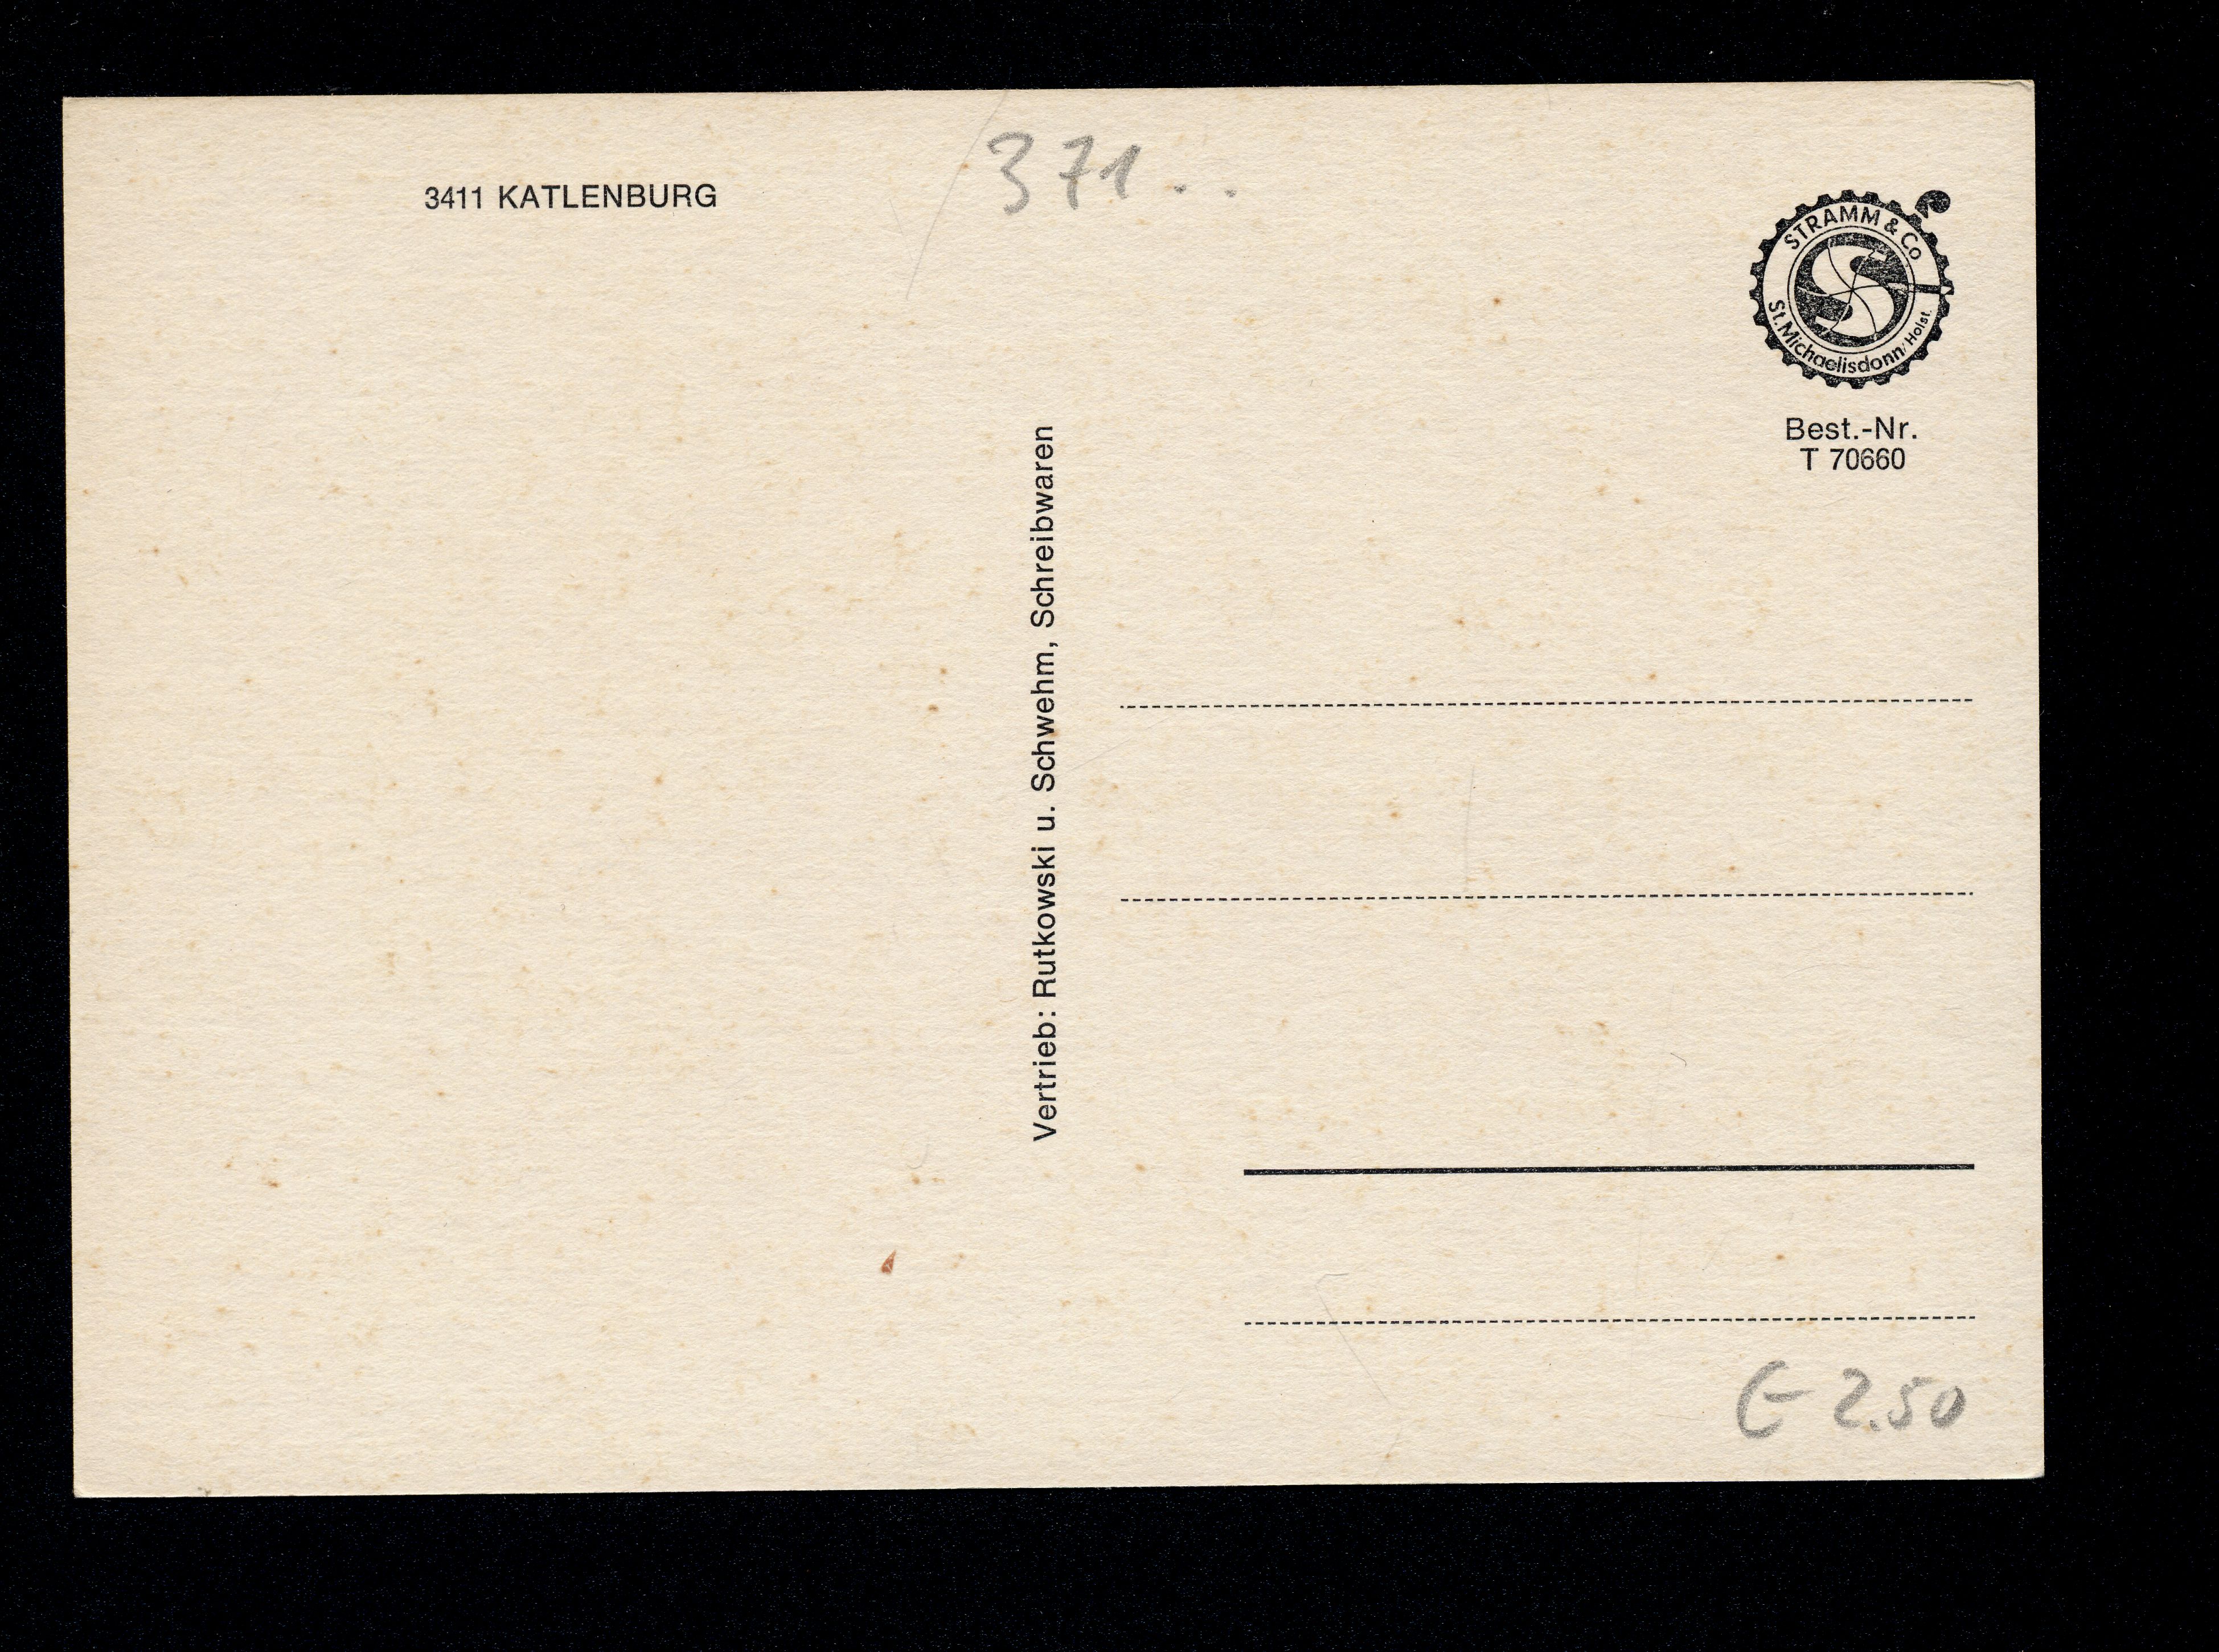 3411 KATLENBURG
371..
STRAMM & Co
St. Michaelisdonn/Holst.
Best.-Nr.
T 70660
Vertrieb: Rutkowski u. Schwehm, Schreibwaren
€ 2.50